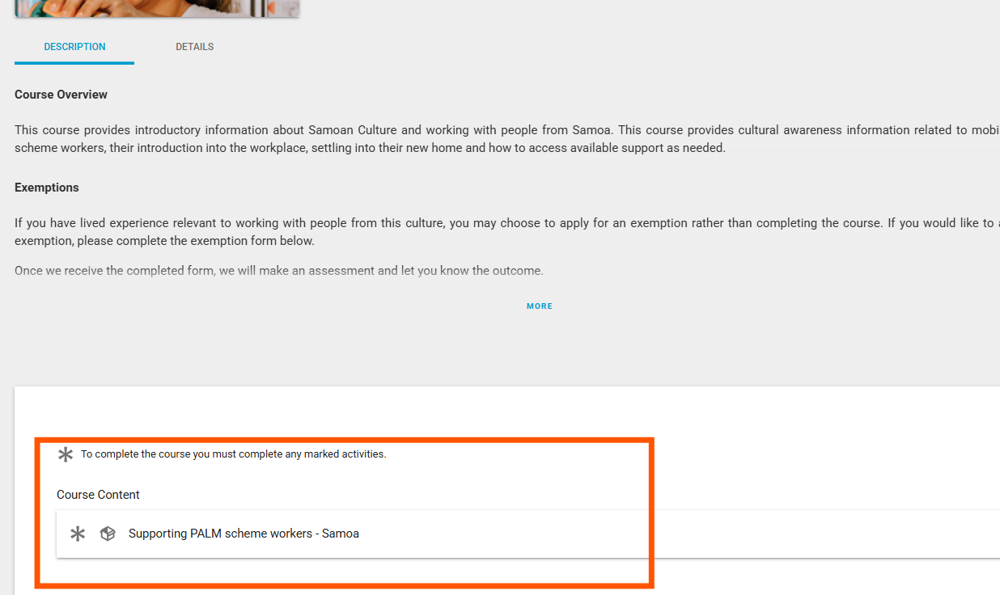 DESCRIPTION DETAILS
Course Overview
This course provides introductory information about Samoan Culture and working with people from Samoa. This course provides cultural awareness information related to
scheme workers, their introduction into the workplace, settling into their new home and how to access available support as needed.
Exemptions
If you have lived experience relevant to working with people from this culture, you may choose to apply for an exemption rather than completing the course. If you would like to
exemption, please complete the exemption form below.
Once we receive the completed form, we will make an assessment and let you know the outcome.
MORE
To complete the course you must complete any marked activities.
Course Content
Supporting PALM scheme workers - Samoa